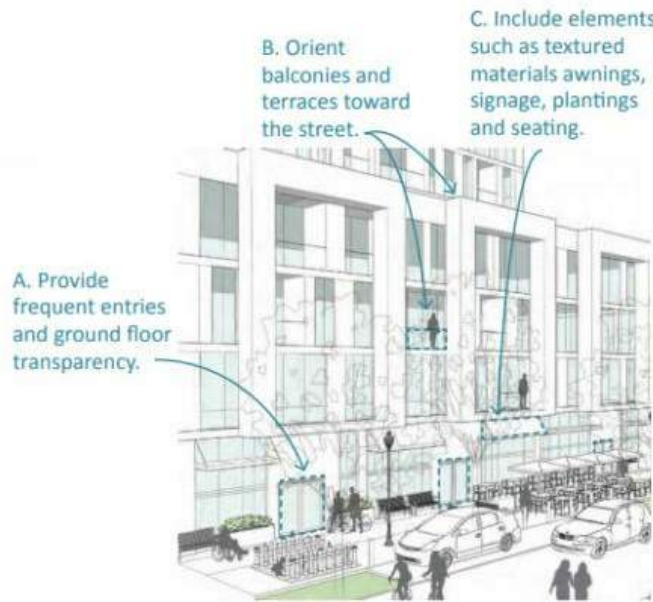 A. Provide
frequent entries
and ground floor
transparency.
B. Orient
balconies and
terraces toward
the street.
C. Include elements
such as textured
materials awnings,
signage, plantings
and seating.